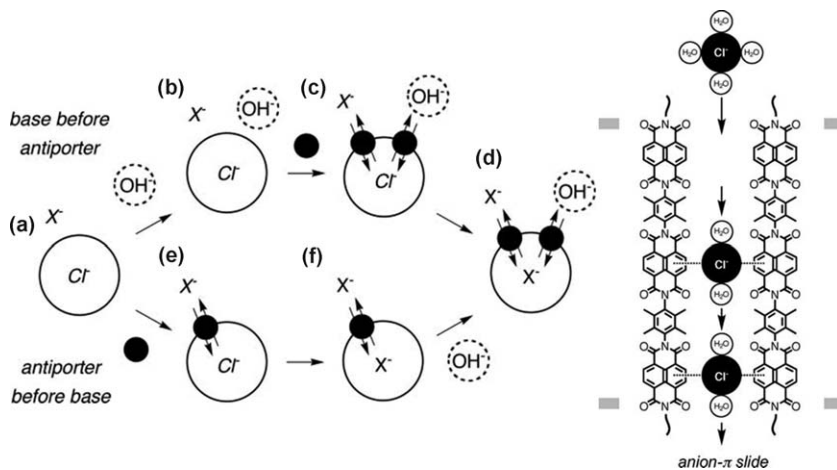 base before
antiporter
(a)
X⁻
Cl⁻
OH⁻
(b)
X⁻
OH⁻
Cl⁻
(c)
X⁻
OH⁻
Cl⁻
(d)
X⁻
OH⁻
X⁻
antiporter
before base
(e)
X⁻
Cl⁻
(f)
X⁻
X⁻
OH⁻
H₂O
H₂O
Cl⁻
H₂O
H₂O
N
N
O
O
O
O
O
O
O
O
N
N
H₂O
N
N
O
O
O
O
Cl⁻
O
O
O
O
H₂O
N
N
N
N
H₂O
O
O
O
O
Cl⁻
O
O
O
O
H₂O
N
N
anion-π slide